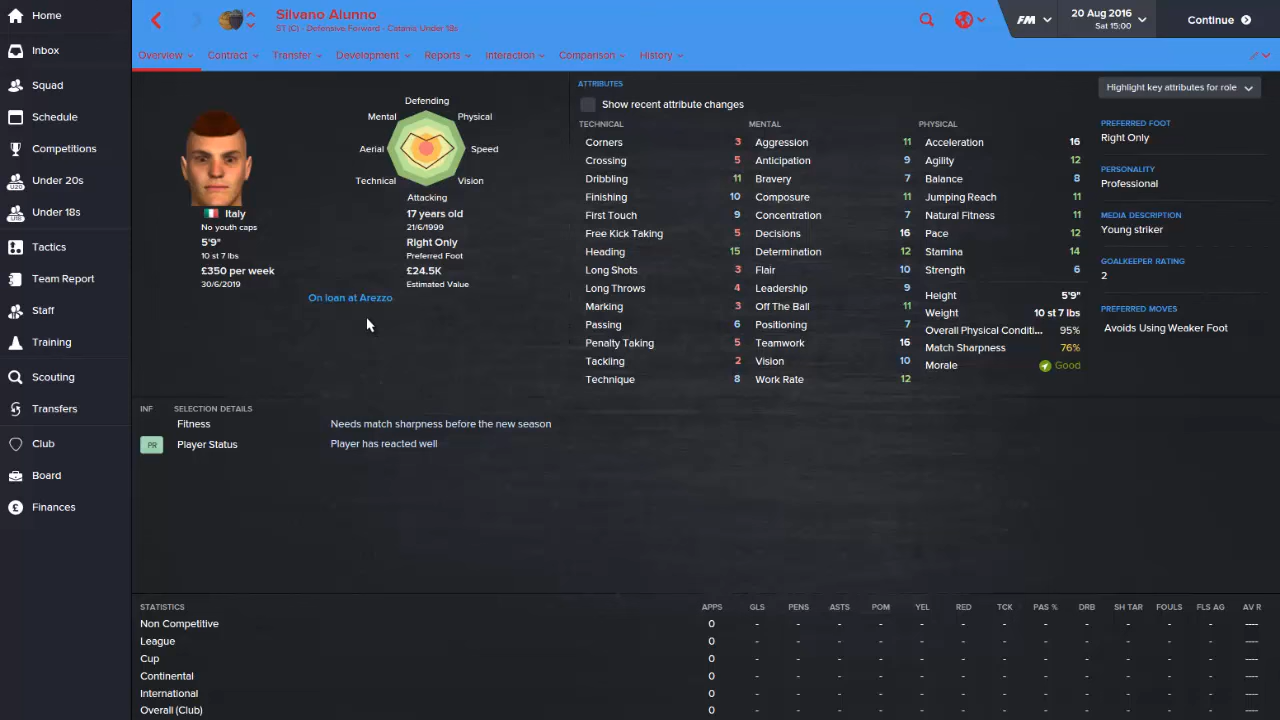 Home
Inbox
Squad
Schedule
Competitions
U20 Under 20s
U18 Under 18s
Tactics
Team Report
Staff
Training
Scouting
Transfers
Club
Board
Finances
Silvano Alunno
ST (C) - Defensive Forward - Catania Under 18s
FM
20 Aug 2016
Sat 15:00
Continue
Overview Contract Transfer Development Reports Interaction Comparison History
Defending
Mental Physical
Aerial Speed
Technical Vision
Attacking
Italy
No youth caps
5'9"
10 st 7 lbs
£350 per week
30/6/2019
17 years old
21/6/1999
Right Only
Preferred Foot
£24.5K
Estimated Value
On loan at Arezzo
ATTRIBUTES
Show recent attribute changes
Highlight key attributes for role
TECHNICAL
Corners 3
Crossing 5
Dribbling 11
Finishing 10
First Touch 9
Free Kick Taking 5
Heading 15
Long Shots 3
Long Throws 4
Marking 3
Passing 6
Penalty Taking 5
Tackling 2
Technique 8
MENTAL
Aggression 11
Anticipation 9
Bravery 7
Composure 11
Concentration 7
Decisions 16
Determination 12
Flair 10
Leadership 9
Off The Ball 11
Positioning 7
Teamwork 16
Vision 10
Work Rate 12
PHYSICAL
Acceleration 16
Agility 12
Balance 8
Jumping Reach 11
Natural Fitness 11
Pace 12
Stamina 14
Strength 6
Height 5'9"
Weight 10 st 7 lbs
Overall Physical Conditi... 95%
Match Sharpness 76%
Morale Good
PREFERRED FOOT
Right Only
PERSONALITY
Professional
MEDIA DESCRIPTION
Young striker
GOALKEEPER RATING
2
PREFERRED MOVES
Avoids Using Weaker Foot
INF SELECTION DETAILS
Fitness Needs match sharpness before the new season
PR Player Status Player has reacted well
STATISTICS APPS GLS PENS ASTS POM YEL RED TCK PAS % DRB SH TAR FOULS FLS AG AV R
Non Competitive 0 - - - - - - - - - - - - ----
League 0 - - - - - - - - - - - - ----
Cup 0 - - - - - - - - - - - - ----
Continental 0 - - - - - - - - - - - - ----
International 0 - - - - - - - - - - - - ----
Overall (Club) 0 - - - - - - - - - - - - ----